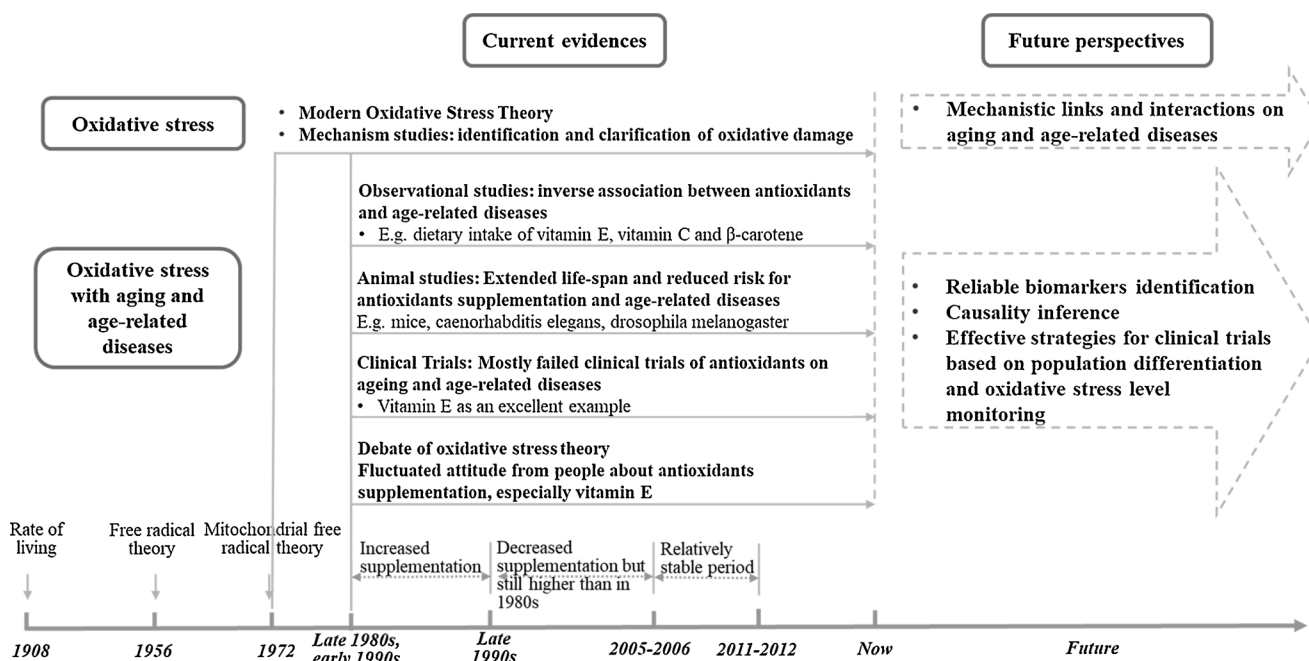 Current evidences
Future perspectives
Oxidative stress
• Modern Oxidative Stress Theory
• Mechanism studies: identification and clarification of oxidative damage
• Mechanistic links and interactions on
aging and age-related diseases
Oxidative stress
with aging and
age-related
diseases
Observational studies: inverse association between antioxidants
and age-related diseases
• E.g. dietary intake of vitamin E, vitamin C and β-carotene
Animal studies: Extended life-span and reduced risk for
antioxidants supplementation and age-related diseases
E.g. mice, caenorhabditis elegans, drosophila melanogaster
Clinical Trials: Mostly failed clinical trials of antioxidants on
ageing and age-related diseases
• Vitamin E as an excellent example
Debate of oxidative stress theory
Fluctuated attitude from people about antioxidants
supplementation, especially vitamin E
• Reliable biomarkers identification
• Causality inference
• Effective strategies for clinical trials
based on population differentiation
and oxidative stress level
monitoring
Rate of
living
Free radical
theory
Mitochondrial free
radical theory
Increased
supplementation
Decreased
supplementation but
still higher than in
1980s
Relatively
stable period
1908
1956
1972
Late 1980s,
early 1990s
Late
1990s
2005-2006
2011-2012
Now
Future